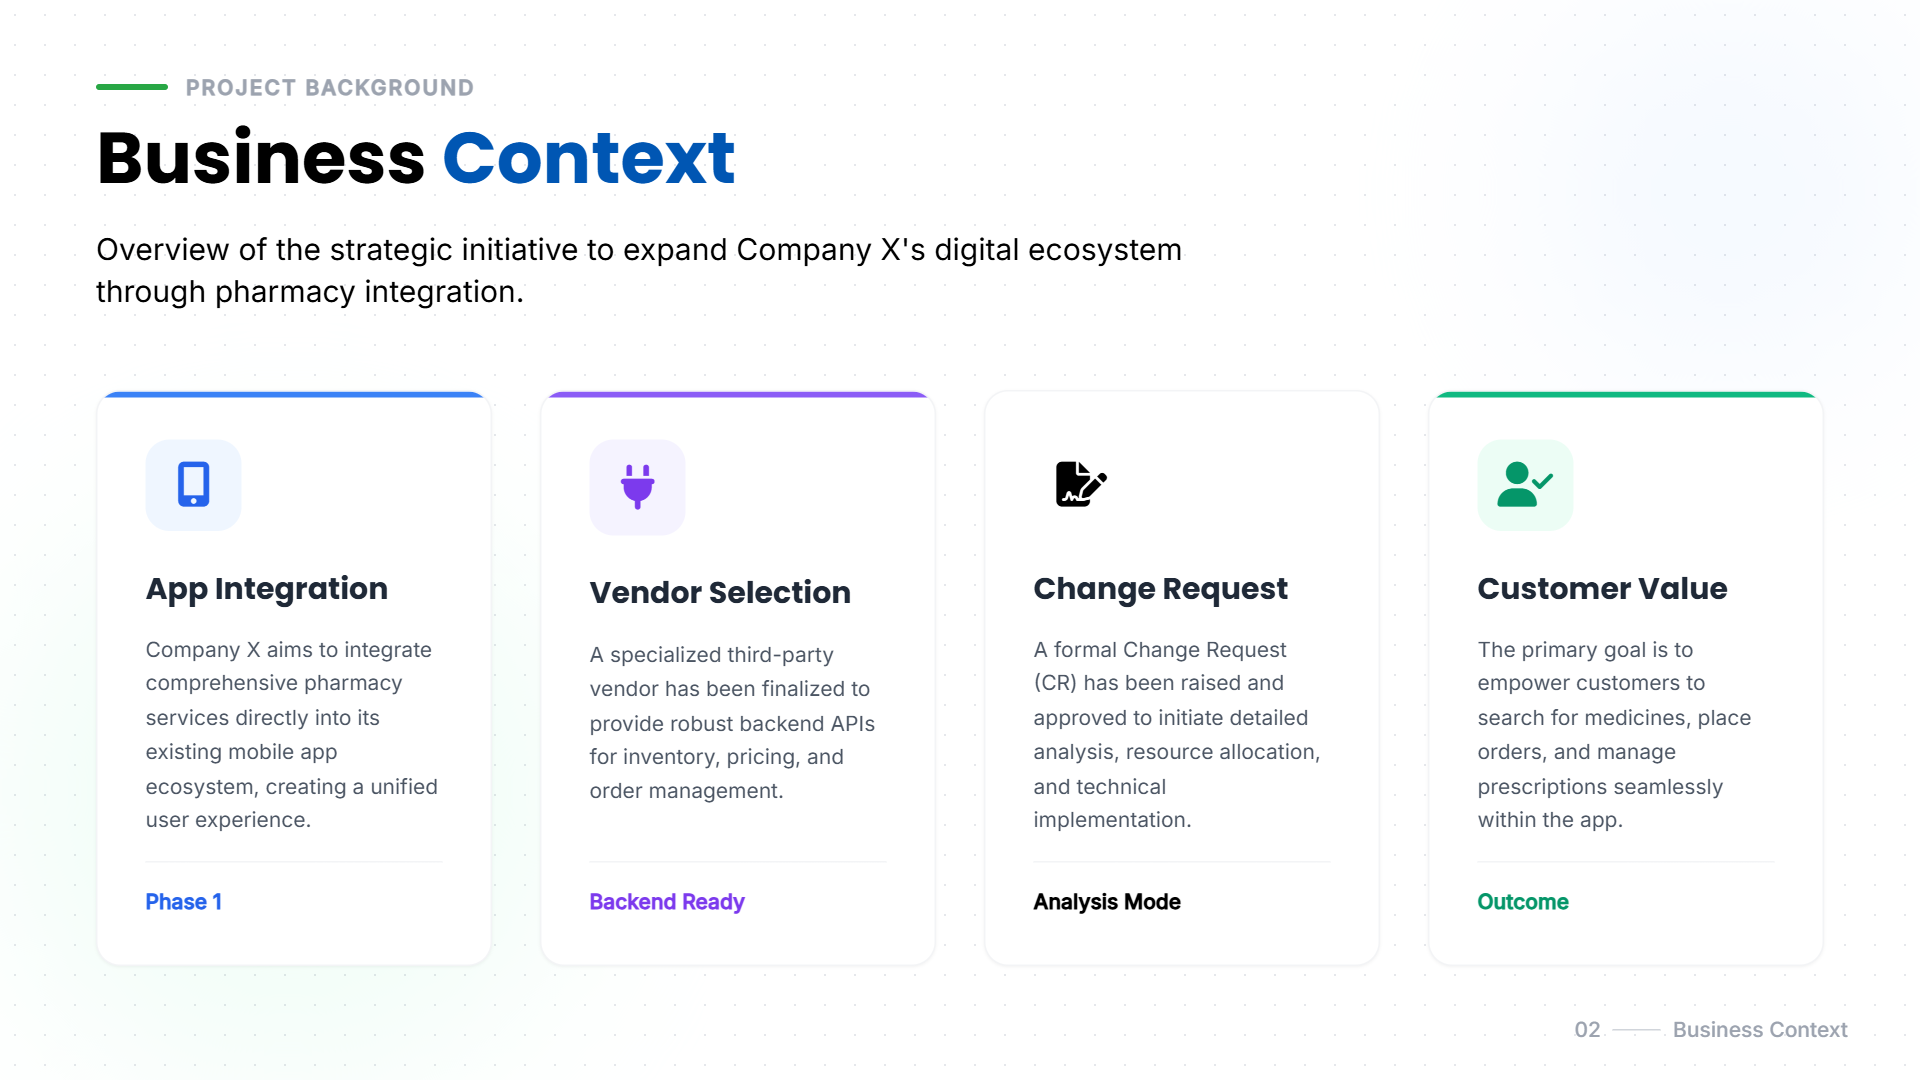 PROJECT BACKGROUND
Business Context
Overview of the strategic initiative to expand Company X's digital ecosystem
through pharmacy integration.
App Integration
Company X aims to integrate
comprehensive pharmacy
services directly into its
existing mobile app
ecosystem, creating a unified
user experience.
Phase 1
Vendor Selection
A specialized third-party
vendor has been finalized to
provide robust backend APIs
for inventory, pricing, and
order management.
Backend Ready
Change Request
A formal Change Request
(CR) has been raised and
approved to initiate detailed
analysis, resource allocation,
and technical
implementation.
Analysis Mode
Customer Value
The primary goal is to
empower customers to
search for medicines, place
orders, and manage
prescriptions seamlessly
within the app.
Outcome
02 Business Context